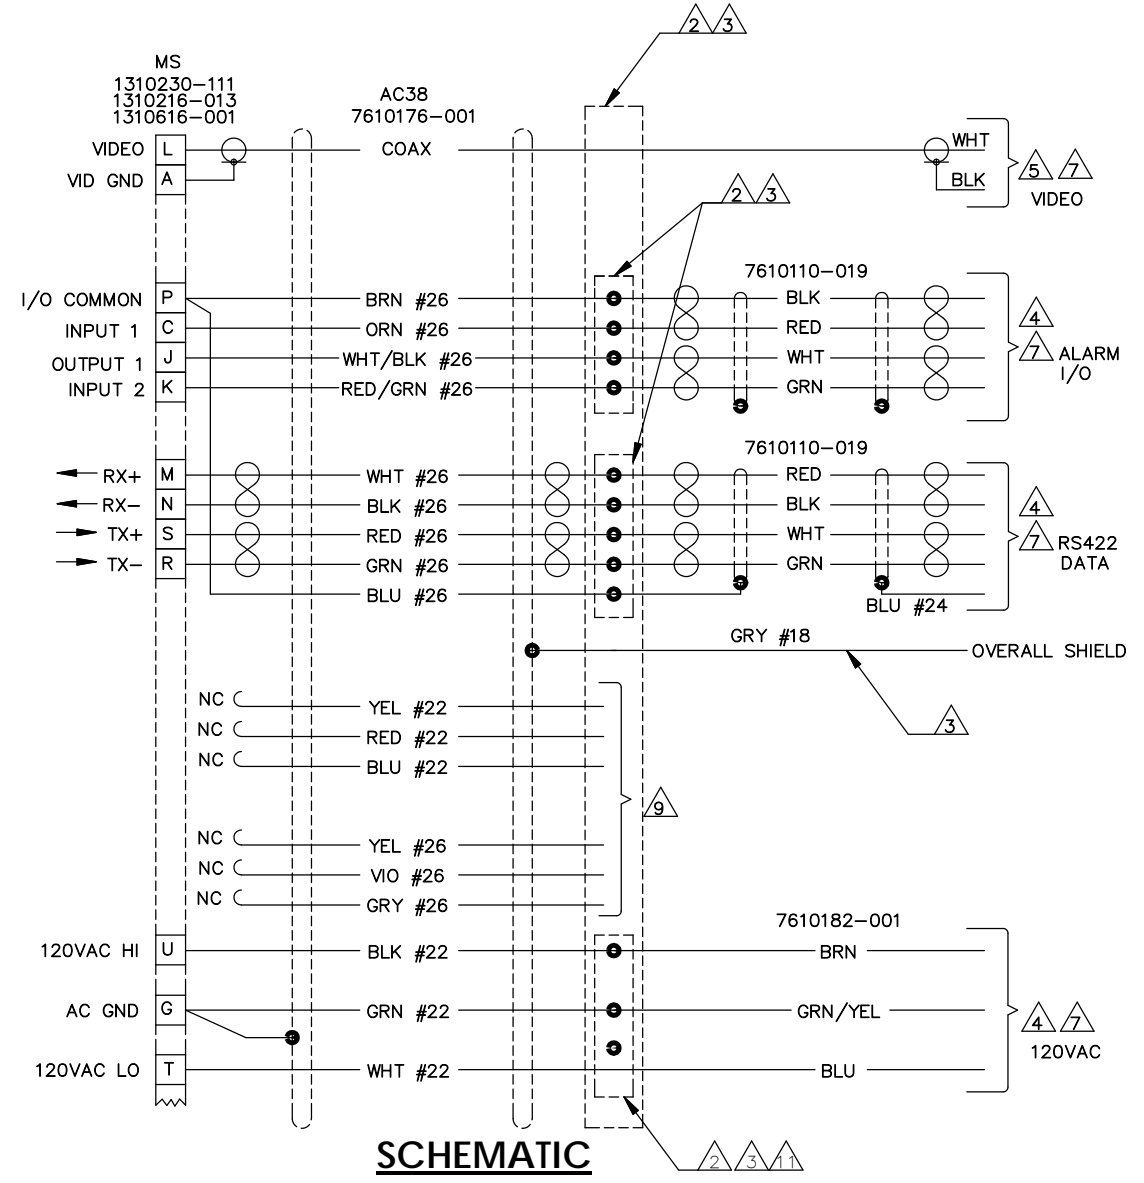 2 3
MS
1310230-111
1310216-013
1310616-001
AC38
7610176-001
VIDEO L COAX WHT
VID GND A BLK
5 7
VIDEO
2 3
7610110-019
I/O COMMON P BRN #26 BLK
INPUT 1 C ORN #26 RED
OUTPUT 1 J WHT/BLK #26 WHT
INPUT 2 K RED/GRN #26 GRN
4
7 ALARM
I/O
7610110-019
RX+ M WHT #26 RED
RX- N BLK #26 BLK
TX+ S RED #26 WHT
TX- R GRN #26 GRN
BLU #26
BLU #24
4
7 RS422
DATA
GRY #18
OVERALL SHIELD
3
NC YEL #22
NC RED #22
NC BLU #22
9
NC YEL #26
NC VIO #26
NC GRY #26
7610182-001
120VAC HI U BLK #22 BRN
AC GND G GRN #22 GRN/YEL
120VAC LO T WHT #22 BLU
4 7
120VAC
SCHEMATIC
2 3 11